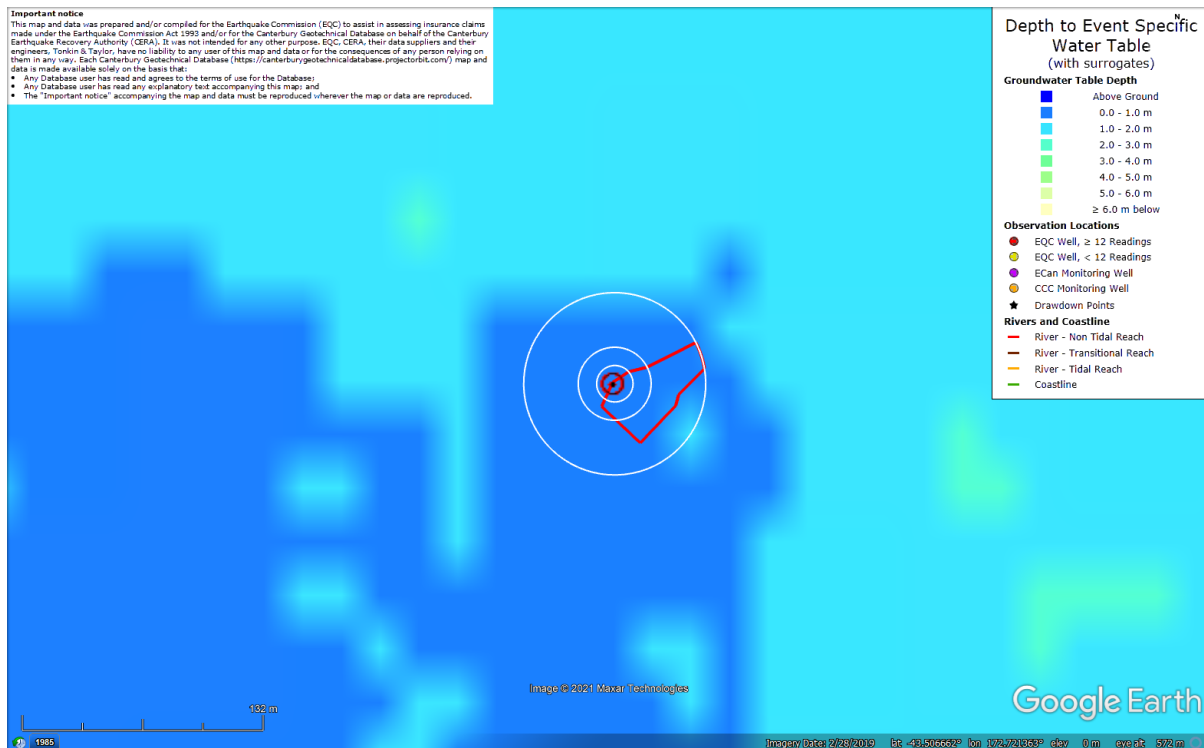 Important notice
This map and data was prepared and/or compiled for the Earthquake Commission (EQC) to assist in assessing insurance claims
made under the Earthquake Commission Act 1993 and/or for the Canterbury Geotechnical Database on behalf of the Canterbury
Earthquake Recovery Authority (CERA). It was not intended for any other purpose. EQC, CERA, their data suppliers and their
engineers, Tonkin & Taylor, have no liability to any user of this map and data or for the consequences of any person relying on
them in any way. Each Canterbury Geotechnical Database (https://canterburygeotechnicaldatabase.projectorbit.com/) map and
data is made available solely on the basis that:
• Any Database user has read and agrees to the terms of use for the Database;
• Any Database user has read any explanatory text accompanying this map; and
• The "Important notice" accompanying the map and data must be reproduced wherever the map or data are reproduced.
N
Depth to Event Specific
Water Table
(with surrogates)
Groundwater Table Depth
Above Ground
0.0 - 1.0 m
1.0 - 2.0 m
2.0 - 3.0 m
3.0 - 4.0 m
4.0 - 5.0 m
5.0 - 6.0 m
≥ 6.0 m below
Observation Locations
EQC Well, ≥ 12 Readings
EQC Well, < 12 Readings
ECan Monitoring Well
CCC Monitoring Well
Drawdown Points
Rivers and Coastline
River - Non Tidal Reach
River - Transitional Reach
River - Tidal Reach
Coastline
Image © 2021 Maxar Technologies
Google Earth
132 m
1985
Imagery Date: 2/28/2019 lat -43.506662° lon 172.721363° elev 0 m eye alt 572 m